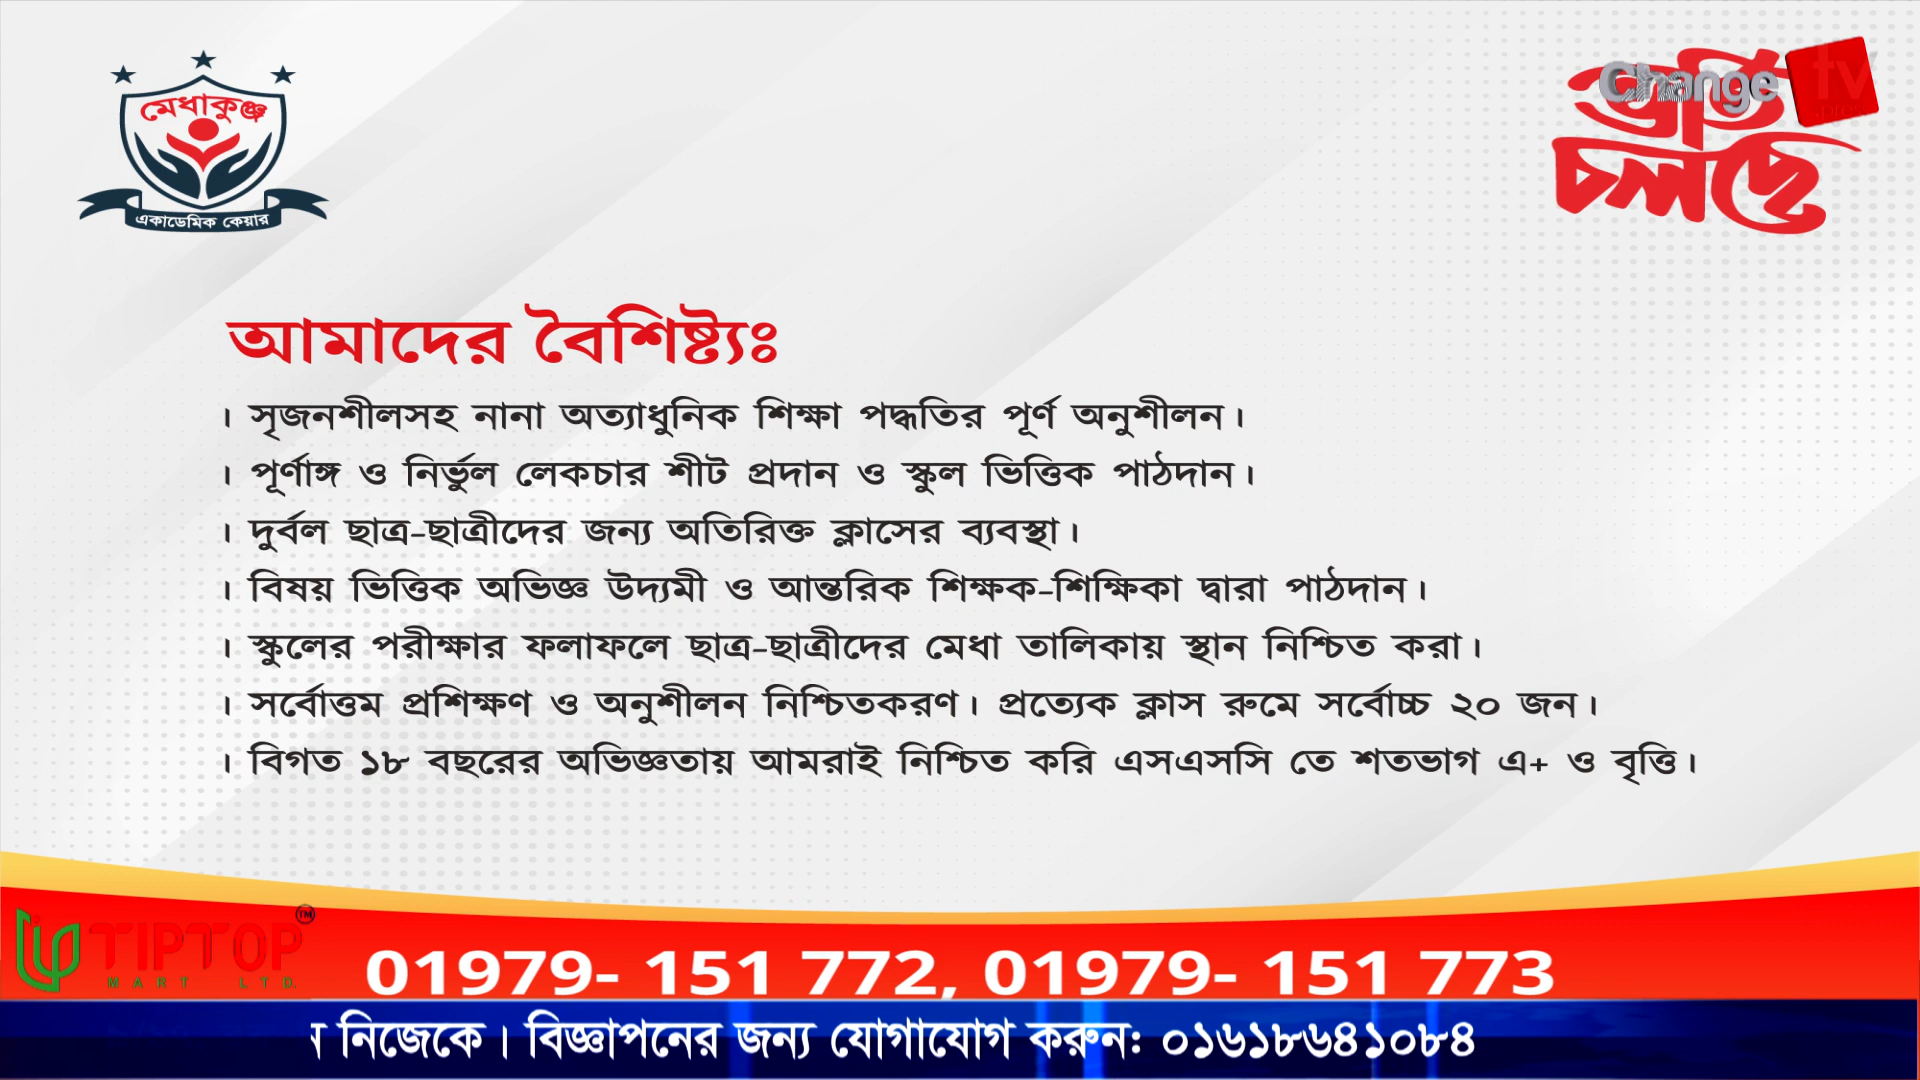 মেধাকুঞ্জ
একাডেমিক কেয়ার
Change tv
ভর্তি
চলছে
আমাদের বৈশিষ্ট্যঃ
। সৃজনশীলসহ নানা অত্যাধুনিক শিক্ষা পদ্ধতির পূর্ণ অনুশীলন।
। পূর্ণাঙ্গ ও নির্ভুল লেকচার শীট প্রদান ও স্কুল ভিত্তিক পাঠদান।
। দুর্বল ছাত্র-ছাত্রীদের জন্য অতিরিক্ত ক্লাসের ব্যবস্থা।
। বিষয় ভিত্তিক অভিজ্ঞ উদ্যমী ও আন্তরিক শিক্ষক-শিক্ষিকা দ্বারা পাঠদান।
। স্কুলের পরীক্ষার ফলাফলে ছাত্র-ছাত্রীদের মেধা তালিকায় স্থান নিশ্চিত করা।
। সর্বোত্তম প্রশিক্ষণ ও অনুশীলন নিশ্চিতকরণ। প্রত্যেক ক্লাস রুমে সর্বোচ্চ ২০ জন।
। বিগত ১৮ বছরের অভিজ্ঞতায় আমরাই নিশ্চিত করি এসএসসি তে শতভাগ এ+ ও বৃত্তি।
TIPTOP™
MART LTD.
01979- 151 772, 01979- 151 773
নিজেকে। বিজ্ঞাপনের জন্য যোগাযোগ করুন: ০১৬১৮৬৪১০৮৪